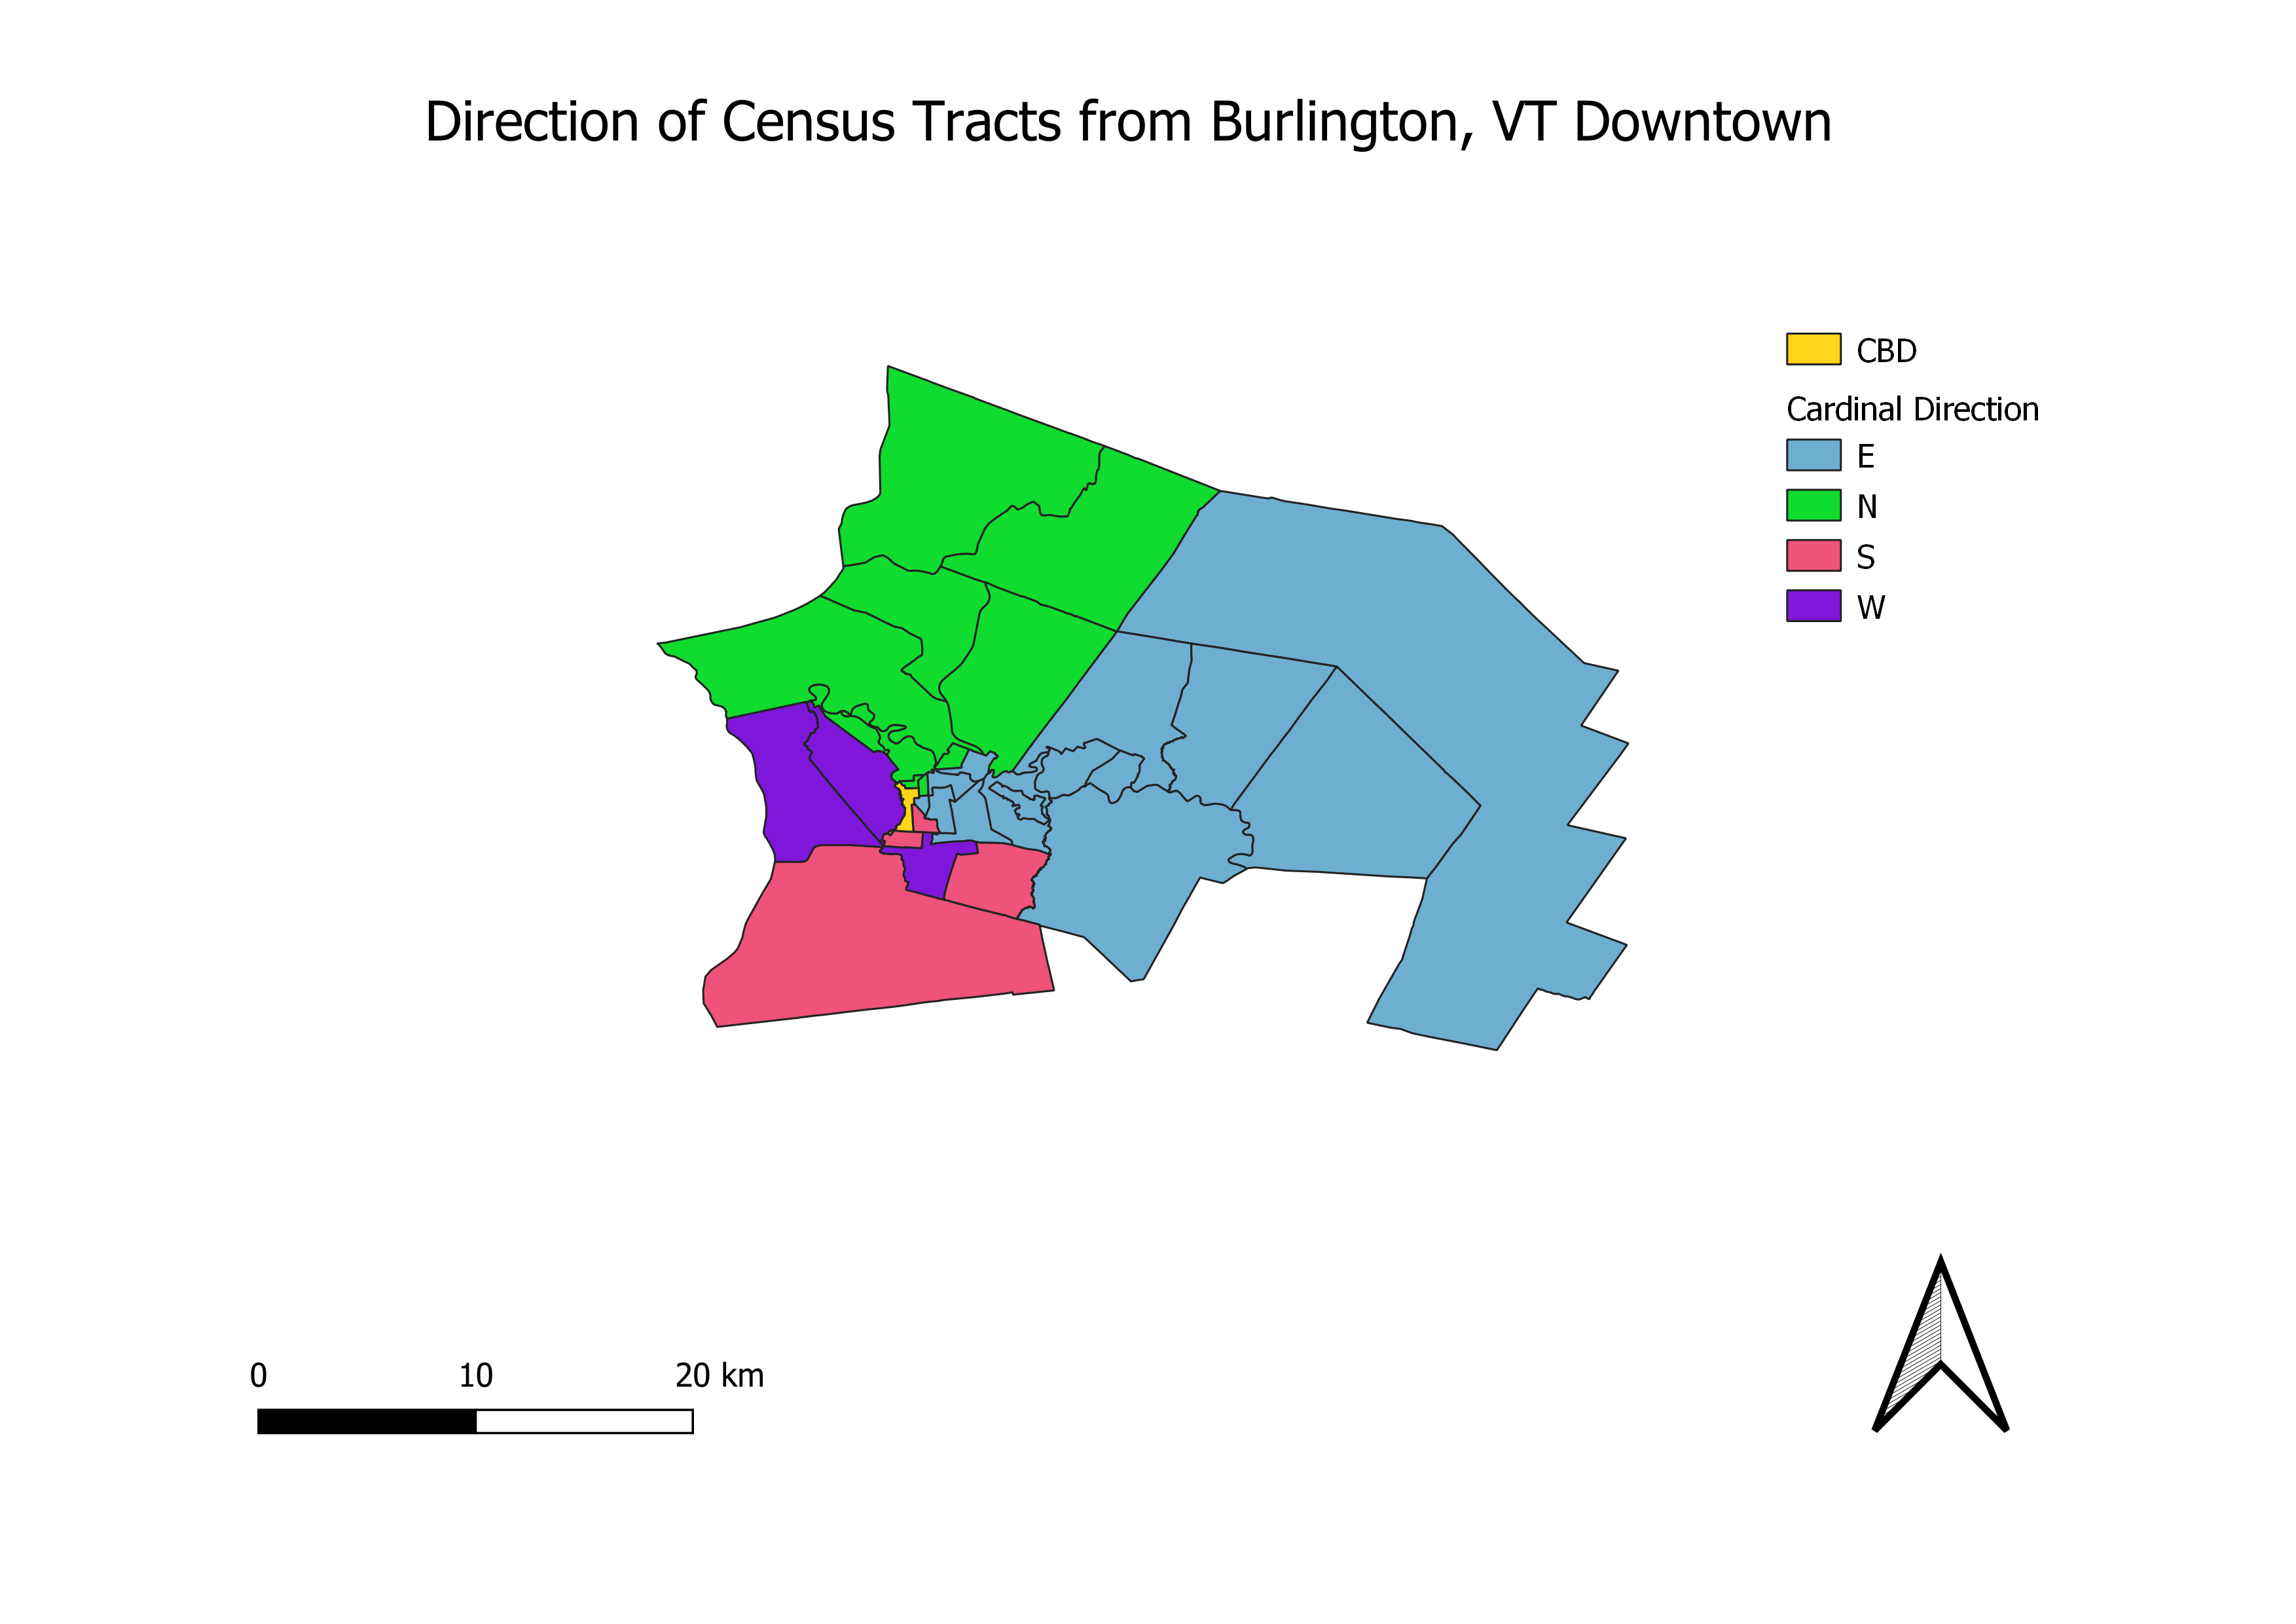 Direction of Census Tracts from Burlington, VT Downtown
CBD
Cardinal Direction
E
N
S
W
0 10 20 km